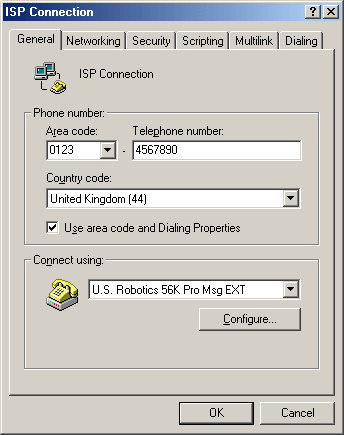 ISP Connection
General Networking Security Scripting Multilink Dialing
ISP Connection
Phone number:
Area code: Telephone number:
0123 - 4567890
Country code:
United Kingdom (44)
Use area code and Dialing Properties
Connect using:
U.S. Robotics 56K Pro Msg EXT
Configure...
OK Cancel